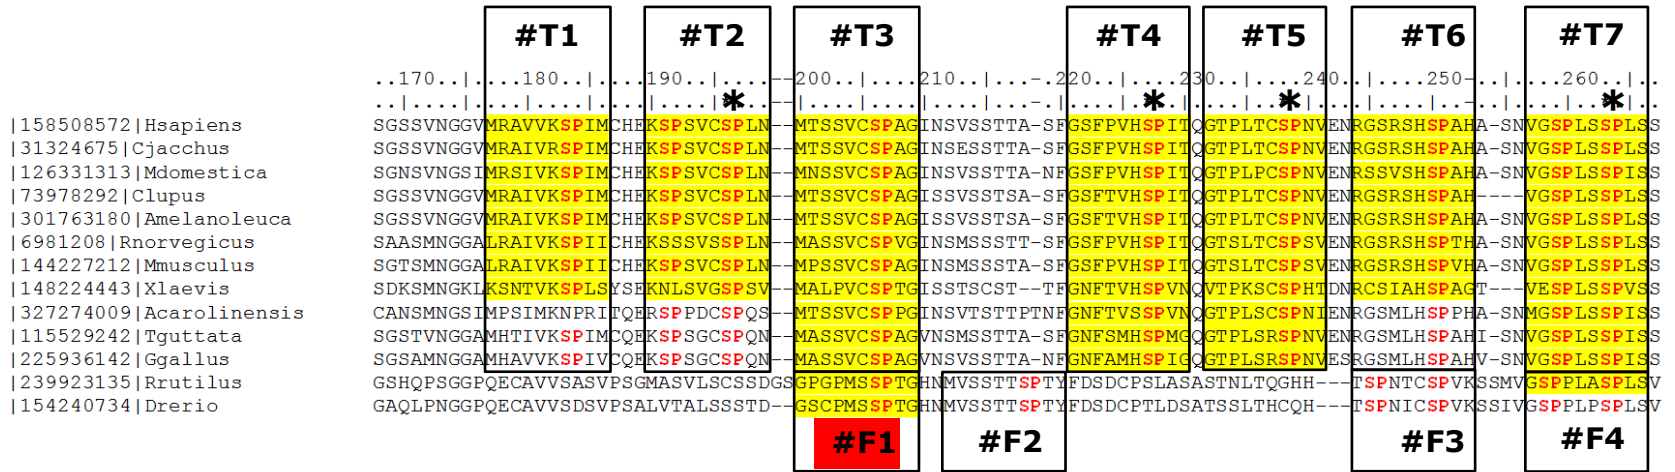 #T1 #T2 #T3 #T4 #T5 #T6 #T7
..170..|....180..|....190..|...--200....|....210....|...-.220....|....230....|....240....|....250-...|....260..|..
|158508572|Hsapiens SGSSVNGGVMRAVVKSPIMCHEKSPSVCSPLN--MTSSVCSPAGINSVSSTTA-SFGSFPVHSPITQGTPLTCSPNVENRGSRSHSPAHA-SNVGSPLSSPLSS
|31324675|Cjacchus SGSSVNGGVMRAIVRSPIMCHEKSPSVCSPLN--MTSSVCSPAGINSESSTTA-SFGSFPVHSPITQGTPLTCSPNVENRGSRSHSPAHA-SNVGSPLSSPLSS
|126331313|Mdomestica SGNSVNGSIMRSIVKSPIMCHEKSPSVCSPLN--MNSSVCSPAGINSVSSTTA-NFGSFPVHSPITQGTPLPCSPNVENRSSVSHSPAHA-SNVGSPLSSPLSS
|73978292|Clupus SGSSVNGGVMRAIVKSPIMCHEKSPSVCSPLN--MTSSVCSPAGISSVSSTSA-SFGSFTVHSPITQGTPLTCSPNVENRGSRSHSPAH----VGSPLSSPLSS
|301763180|Amelanoleuca SGSSVNGGVMRAIVKSPIMCHEKSPSVCSPLN--MTSSVCSPAGISSVSSTSA-SFGSFTVHSPITQGTPLTCSPNVENRGSRSHSPAHA-SNVGSPLSSPLSS
|6981208|Rnorvegicus SAASMNGGALRAIVKSPIICHEKSSSVSSPLN--MASSVCSPVGINSMSSSTT-SFGSFPVHSPITQGTSLTCSPSVENRGSRSHSPTHA-SNVGSPLSSPLSS
|144227212|Mmusculus SGTSMNGGALRAIVKSPIICHEKSPSVCSPLN--MPSSVCSPAGINSMSSSTA-SFGSFPVHSPITQGTSLTCSPSVENRGSRSHSPVHA-SNVGSPLSSPLSS
|148224443|Xlaevis SDKSMNGKLKSNTVKSPLSYSEKNLSVGSPSV--MALPVCSPTGISSTSCST--TFGNFTVHSPVNQVTPKSCSPHTDNRCSIAHSPAGT---VESPLSSPVSS
|327274009|Acarolinensis CANSMNGSIMPSIMKNPRITQERSPPDCSPQS--MTSSVCSPPGINSVTSTTPTNFGNFTVSSPVNQGTPLSCSPNIENRGSMLHSPPHA-SNMGSPLSSPISS
|115529242|Tguttata SGSTVNGGAMHTIVKSPIMCQEKSPSGCSPQN--MASSVCSPAGVNSMSSTTA-SFGNFSMHSPMGQGTPLSRSPNVENRGSMLHSPAHI-SNVGSPLSSPISS
|225936142|Ggallus SGSAMNGGAMHAVVKSPIVCQEKSPSGCSPQN--MASSVCSPAGVNSVSSTTA-NFGNFAMHSPIGQGTPLSRSPNVESRGSMLHSPAHV-SNVGSPLSSPISS
|239923135|Rrutilus GSHQPSGGPQECAVVSASVPSGMASVLSCSSDGSGPGPMSSPTGHNMVSSTTSPTYFDSDCPSLASASTNLTQGHH---TSPNTCSPVKSSMVGSPPLASPLSV
|154240734|Drerio GAQLPNGGPQECAVVSDSVPSALVTALSSSTD--GSCPMSSPTGHNMVSSTTSPTYFDSDCPTLDSATSSLTHCQH---TSPNICSPVKSSIVGSPPLPSPLSV
#F1 #F2 #F3 #F4